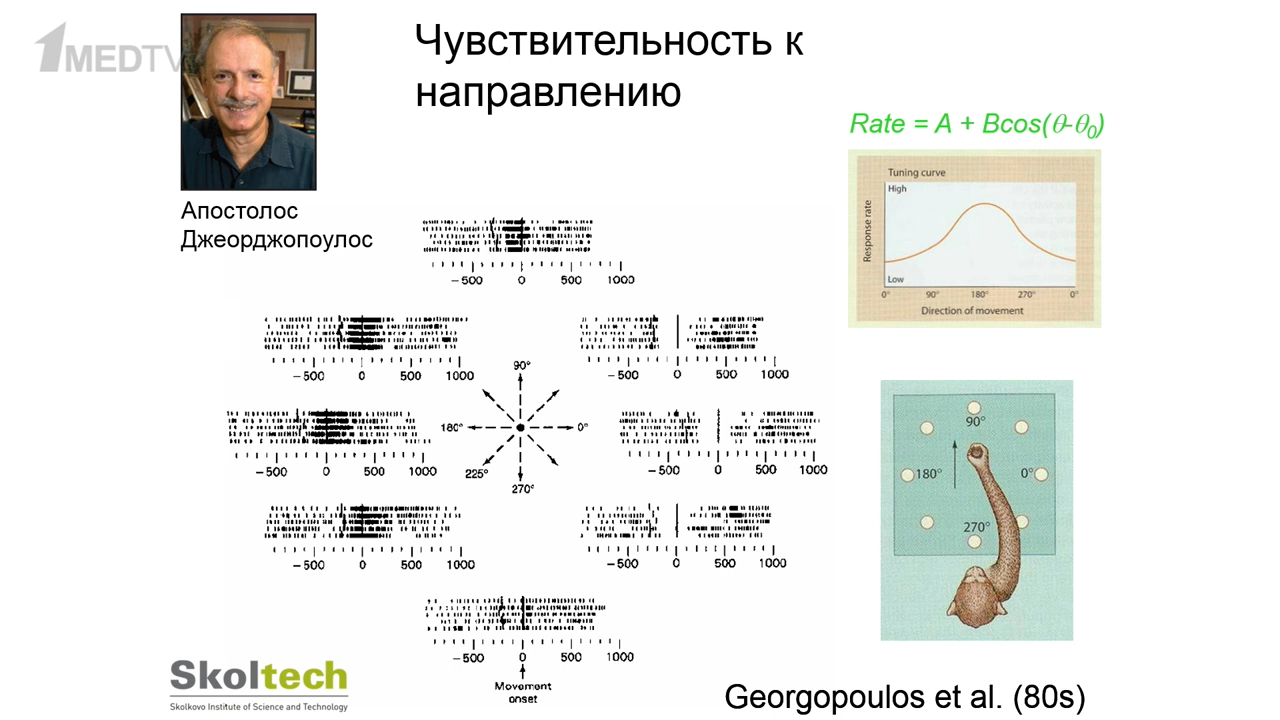 1MEDTV
Чувствительность к
направлению
Rate = A + Bcos(θ-θ₀)
Tuning curve
High
Response rate
Low
0° 90° 180° 270° 0°
Direction of movement
Апостолос
Джеорджопоулос
−500 0 500 1000
−500 0 500 1000
−500 0 500 1000
90°
180°
0°
225°
270°
−500 0 500 1000
−500 0 500 1000
−500 0 500 1000
−500 0 500 1000
−500 0 500 1000
Movement
onset
90°
180°
0°
270°
Skoltech
Skolkovo Institute of Science and Technology
Georgopoulos et al. (80s)